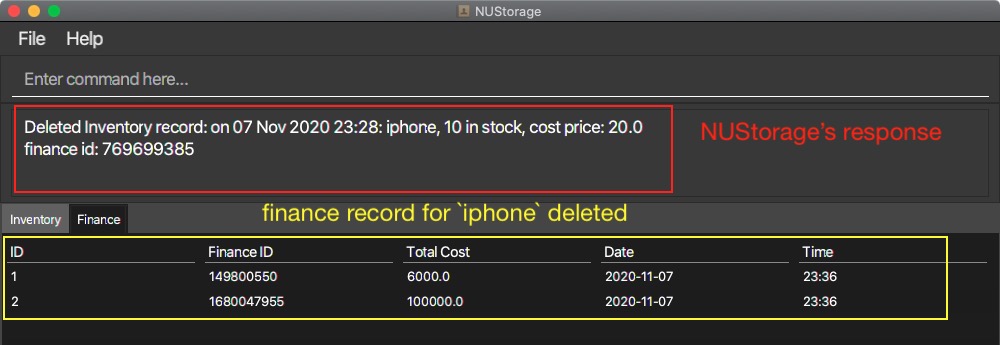 NUStorage
File Help
Enter command here...
Deleted Inventory record: on 07 Nov 2020 23:28: iphone, 10 in stock, cost price: 20.0
finance id: 769699385
NUStorage's response
finance record for `iphone` deleted
Inventory Finance
ID Finance ID Total Cost Date Time
1 149800550 6000.0 2020-11-07 23:36
2 1680047955 100000.0 2020-11-07 23:36